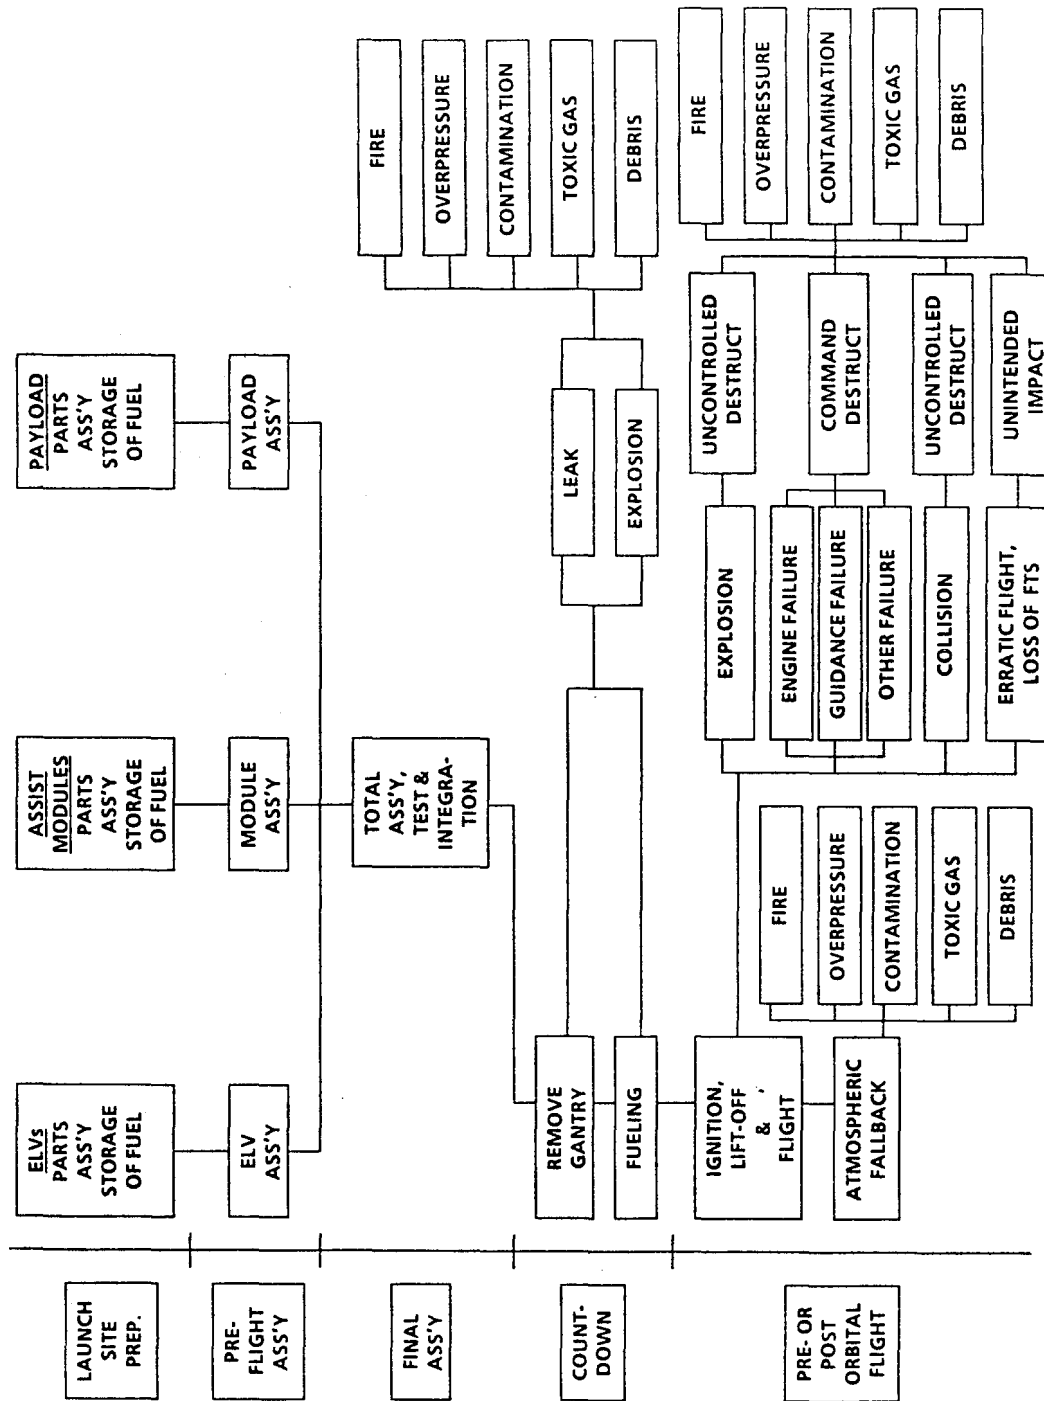 LAUNCH
SITE
PREP.
ELVs
PARTS
ASS'Y
STORAGE
OF FUEL
ASSIST
MODULES
PARTS
ASS'Y
STORAGE
OF FUEL
PAYLOAD
PARTS
ASS'Y
STORAGE
OF FUEL
PRE-
FLIGHT
ASS'Y
ELV
ASS'Y
MODULE
ASS'Y
PAYLOAD
ASS'Y
FINAL
ASS'Y
TOTAL
ASS'Y,
TEST &
INTEGRA-
TION
COUNT-
DOWN
REMOVE
GANTRY
FUELING
LEAK
EXPLOSION
FIRE
OVERPRESSURE
CONTAMINATION
TOXIC GAS
DEBRIS
PRE- OR
POST
ORBITAL
FLIGHT
IGNITION,
LIFT-OFF
&
FLIGHT
ATMOSPHERIC
FALLBACK
FIRE
OVERPRESSURE
CONTAMINATION
TOXIC GAS
DEBRIS
EXPLOSION
ENGINE FAILURE
GUIDANCE FAILURE
OTHER FAILURE
COLLISION
ERRATIC FLIGHT,
LOSS OF FTS
UNCONTROLLED
DESTRUCT
COMMAND
DESTRUCT
UNCONTROLLED
DESTRUCT
UNINTENDED
IMPACT
FIRE
OVERPRESSURE
CONTAMINATION
TOXIC GAS
DEBRIS